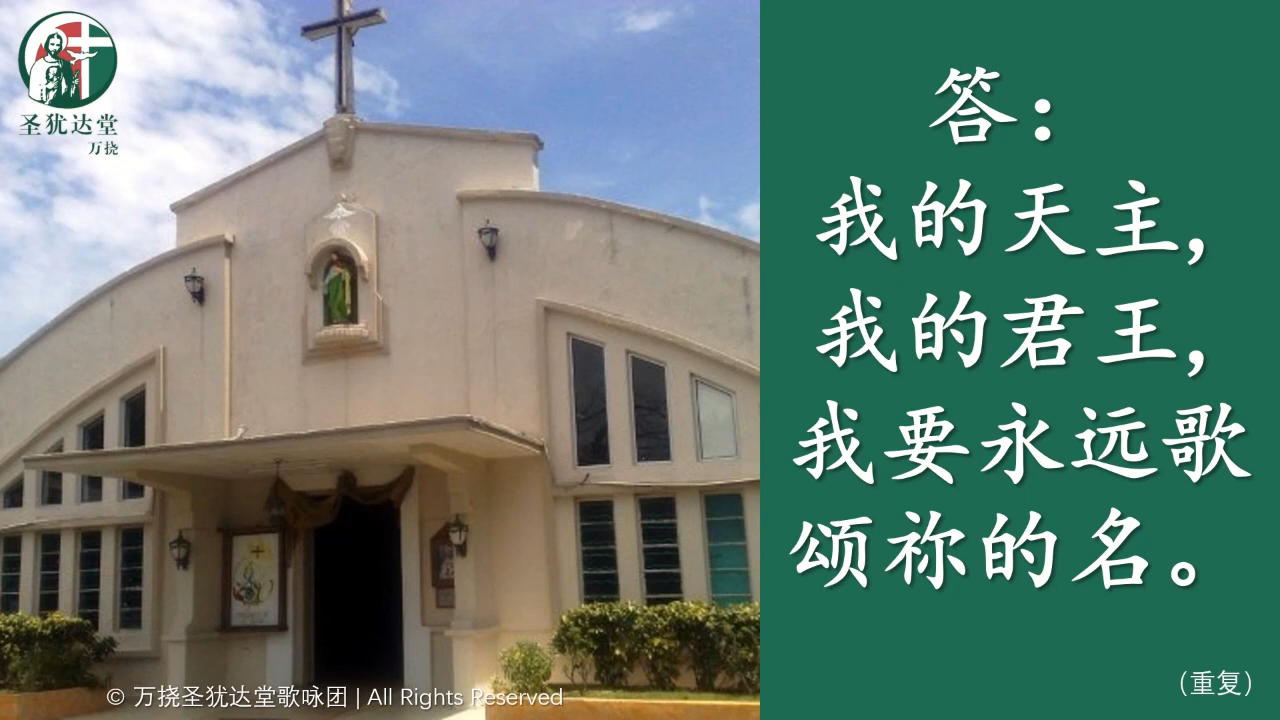 圣犹达堂
万挠
答：
我的天主，
我的君王，
我要永远歌
颂祢的名。
（重复）
© 万挠圣犹达堂歌咏团 | All Rights Reserved